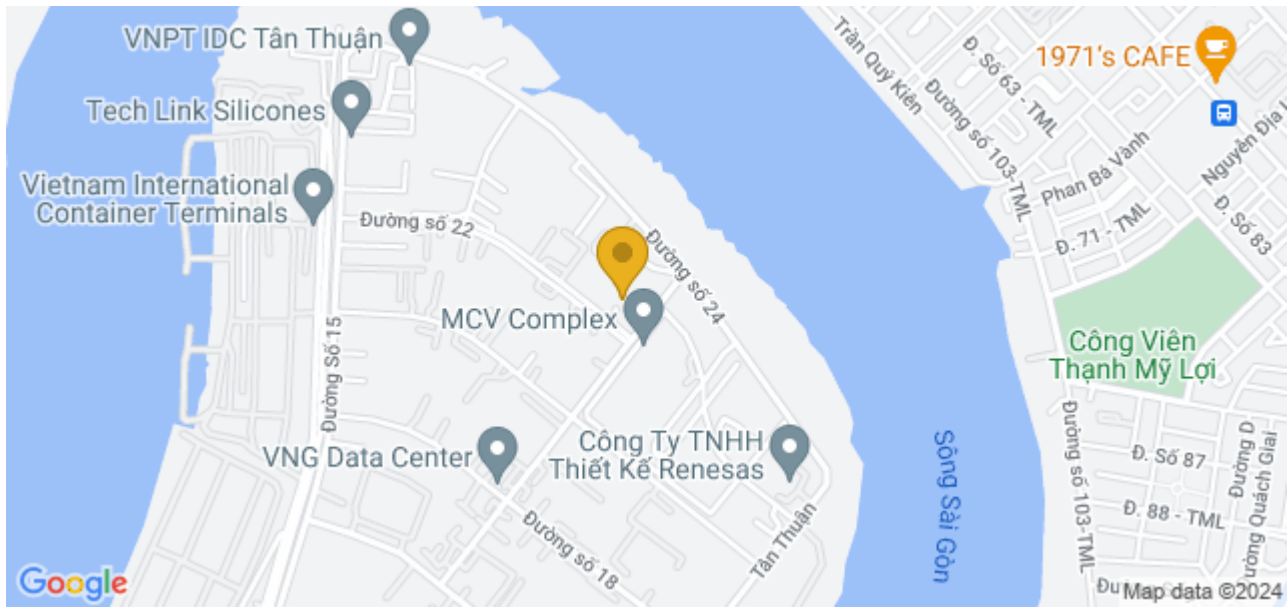 VNPT IDC Tân Thuận
Tech Link Silicones
Vietnam International
Container Terminals
Đường số 22
Đường Số 15
Đường số 24
MCV Complex
VNG Data Center
Công Ty TNHH
Thiết Kế Renesas
Đường số 18
Tân Thuận
Sông Sài Gòn
Trần Quý Kiên
Đường số 103-TML
Đ. Số 63 - TML
1971's CAFE
Phan Bá Vành
Nguyễn Địa L
Đ. 71 - TML
Đ. Số 83
Công Viên
Thạnh Mỹ Lợi
Đường số 103-TML
Đ. Số 87
Đ. 88 - TML
Đường D
Đường Quách Giai
Google
Map data ©2024